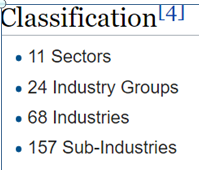 Classification[4]
11 Sectors
24 Industry Groups
68 Industries
157 Sub-Industries